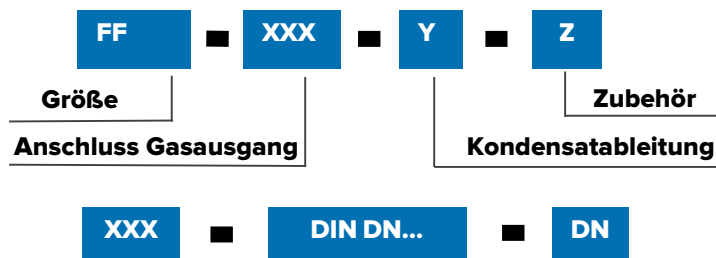 FF - XXX - Y - Z
Größe Zubehör
Anschluss Gasausgang Kondensatableitung
XXX - DIN DN... - DN